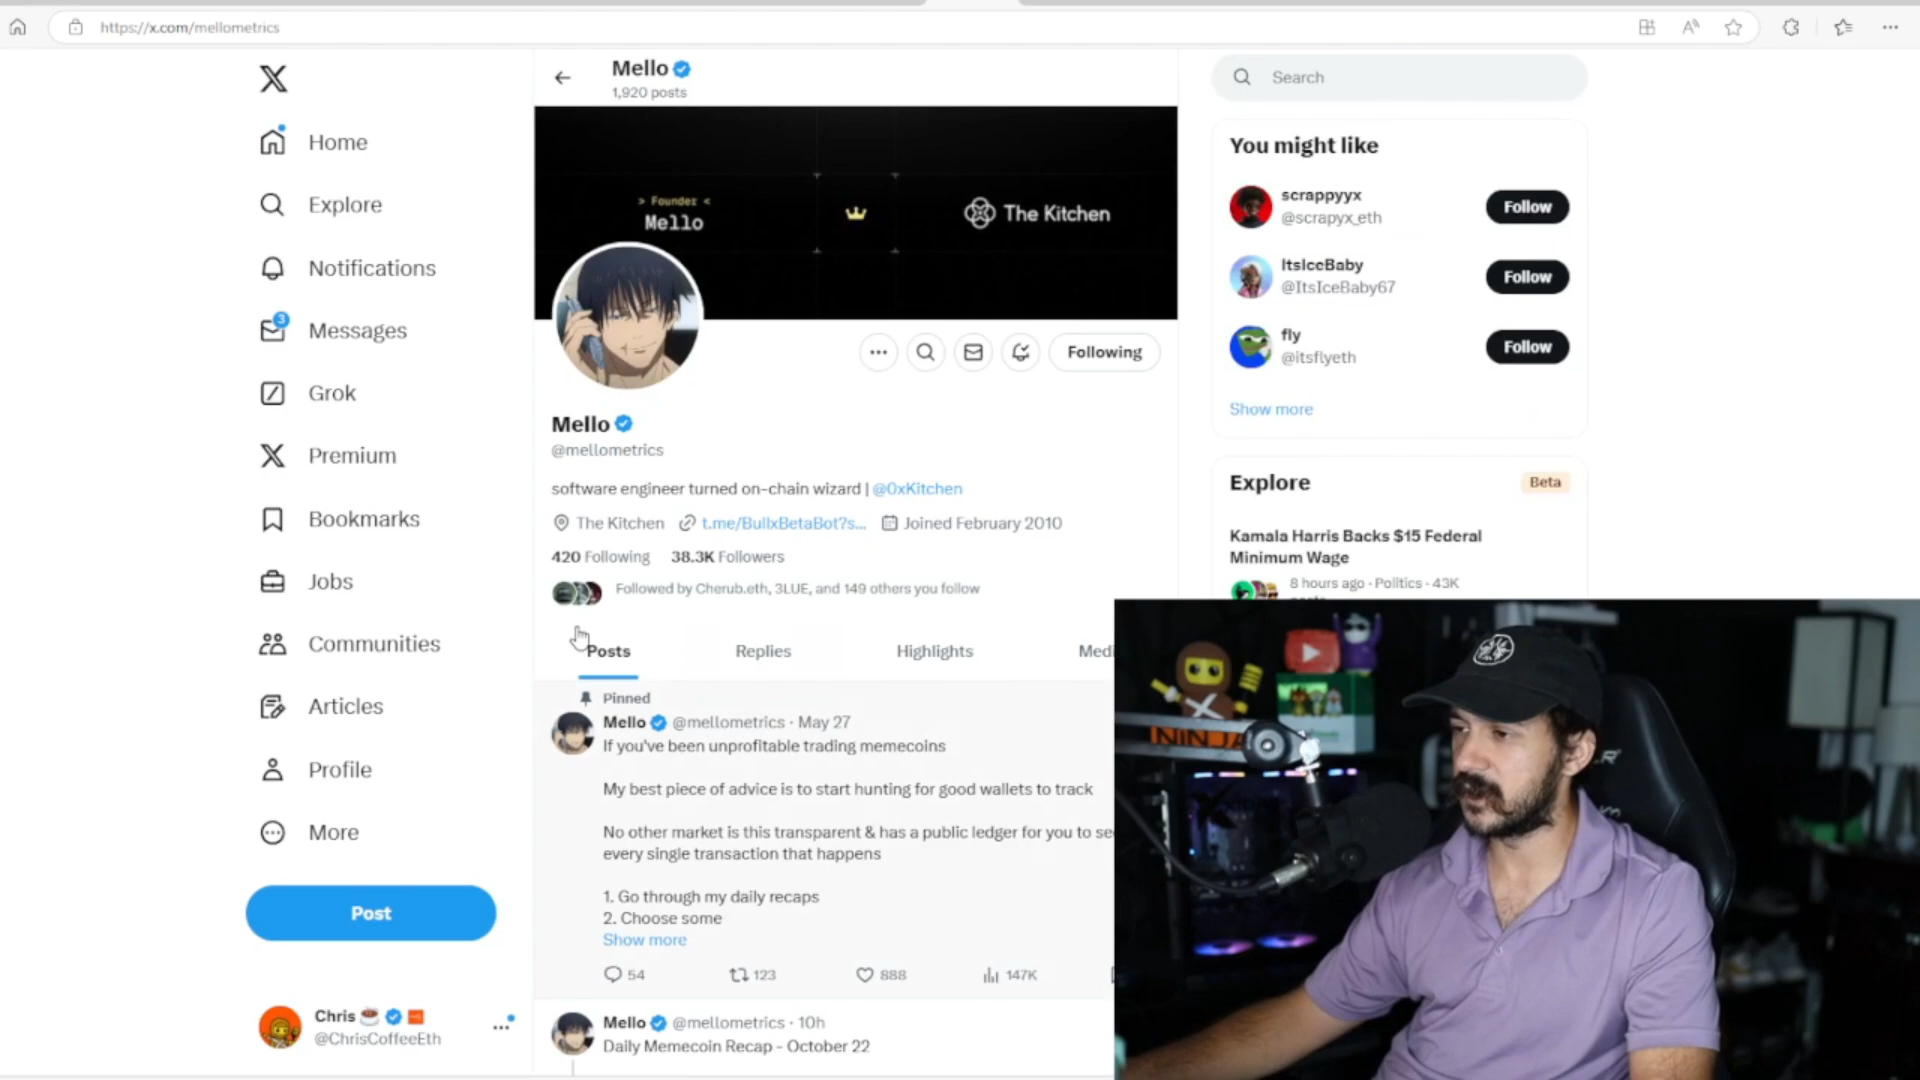 https://x.com/mellometrics
Home
Explore
Notifications
3
Messages
Grok
Premium
Bookmarks
Jobs
Communities
Articles
Profile
More
Post
Chris
@ChrisCoffeeEth
Mello
1,920 posts
> Founder <
Mello
The Kitchen
Following
Mello
@mellometrics
software engineer turned on-chain wizard | @0xKitchen
The Kitchen t.me/BullxBetaBot?s... Joined February 2010
420 Following 38.3K Followers
Followed by Cherub.eth, 3LUE, and 149 others you follow
Posts Replies Highlights Medi
Pinned
Mello @mellometrics · May 27
If you've been unprofitable trading memecoins
My best piece of advice is to start hunting for good wallets to track
No other market is this transparent & has a public ledger for you to se
every single transaction that happens
1. Go through my daily recaps
2. Choose some
Show more
54 123 888 147K
Mello @mellometrics · 10h
Daily Memecoin Recap - October 22
Search
You might like
scrappyyx
@scrapyx_eth
Follow
ItsIceBaby
@ItsIceBaby67
Follow
fly
@itsflyeth
Follow
Show more
Explore
Beta
Kamala Harris Backs $15 Federal
Minimum Wage
8 hours ago · Politics · 43K
NINJA